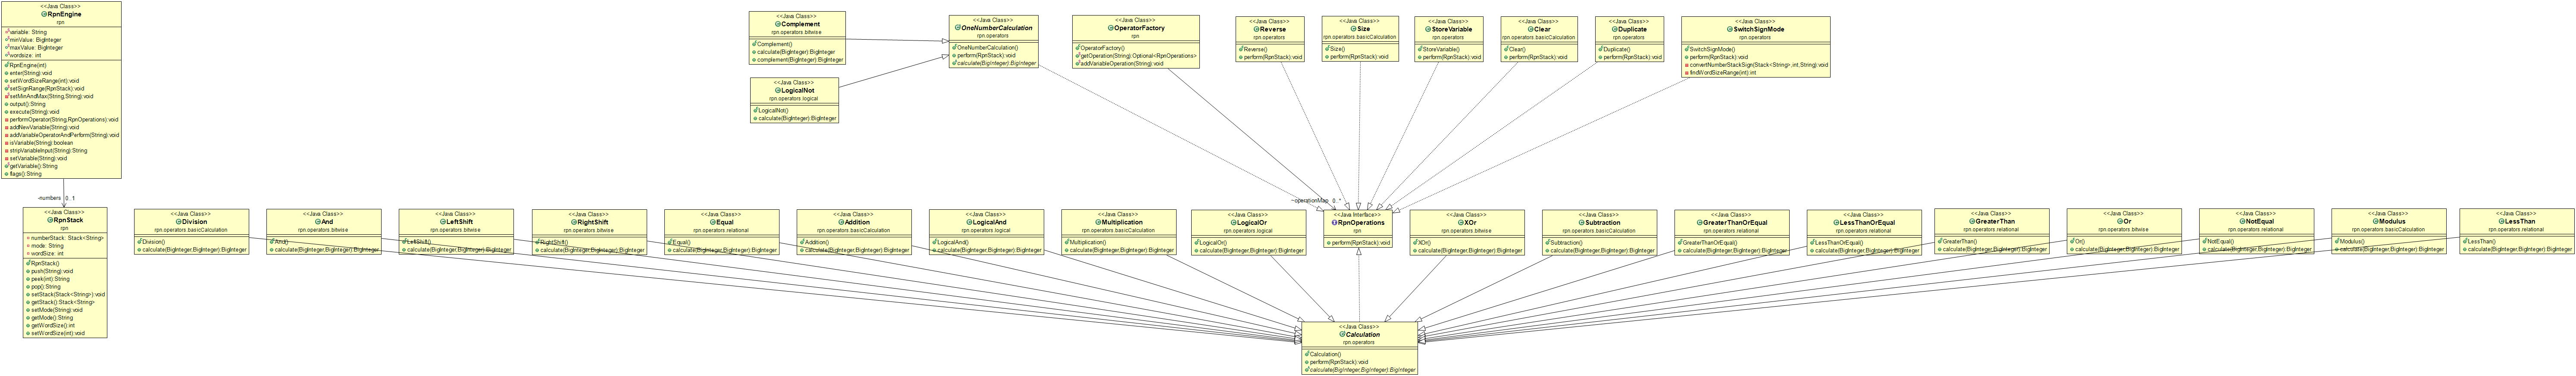 <<Java Class>>
RpnEngine
rpn
variable: String
minValue: BigInteger
maxValue: BigInteger
wordsize: int
RpnEngine(int)
enter(String):void
setWordSizeRange(int):void
setSignRange(RpnStack):void
setMinAndMax(String,String):void
output():String
execute(String):void
performOperator(String,RpnOperations):void
addNewVariable(String):void
addVariableOperatorAndPerform(String):void
isVariable(String):boolean
stripVariableInput(String):String
setVariable(String):void
getVariable():String
flags():String
<<Java Class>>
Complement
rpn.operators.bitwise
Complement()
calculate(BigInteger):BigInteger
complement(BigInteger):BigInteger
<<Java Class>>
LogicalNot
rpn.operators.logical
LogicalNot()
calculate(BigInteger):BigInteger
<<Java Class>>
OneNumberCalculation
rpn.operators
OneNumberCalculation()
perform(RpnStack):void
calculate(BigInteger):BigInteger
<<Java Class>>
OperatorFactory
rpn
OperatorFactory()
getOperation(String):Optional<RpnOperations>
addVariableOperation(String):void
<<Java Class>>
Reverse
rpn.operators
Reverse()
perform(RpnStack):void
<<Java Class>>
Size
rpn.operators.basicCalculation
Size()
perform(RpnStack):void
<<Java Class>>
StoreVariable
rpn.operators
StoreVariable()
perform(RpnStack):void
<<Java Class>>
Clear
rpn.operators.basicCalculation
Clear()
perform(RpnStack):void
<<Java Class>>
Duplicate
rpn.operators
Duplicate()
perform(RpnStack):void
<<Java Class>>
SwitchSignMode
rpn.operators
SwitchSignMode()
perform(RpnStack):void
convertNumberStackSign(Stack<String>,int,String):void
findWordSizeRange(int):int
-numbers 0..1
<<Java Class>>
RpnStack
rpn
numberStack: Stack<String>
mode: String
wordSize: int
RpnStack()
push(String):void
peek(int):String
pop():String
setStack(Stack<String>):void
getStack():Stack<String>
setMode(String):void
getMode():String
getWordSize():int
setWordSize(int):void
<<Java Class>>
Division
rpn.operators.basicCalculation
Division()
calculate(BigInteger,BigInteger):BigInteger
<<Java Class>>
And
rpn.operators.bitwise
And()
calculate(BigInteger,BigInteger):BigInteger
<<Java Class>>
LeftShift
rpn.operators.bitwise
LeftShift()
calculate(BigInteger,BigInteger):BigInteger
<<Java Class>>
RightShift
rpn.operators.bitwise
RightShift()
calculate(BigInteger,BigInteger):BigInteger
<<Java Class>>
Equal
rpn.operators.relational
Equal()
calculate(BigInteger,BigInteger):BigInteger
<<Java Class>>
Addition
rpn.operators.basicCalculation
Addition()
calculate(BigInteger,BigInteger):BigInteger
<<Java Class>>
LogicalAnd
rpn.operators.logical
LogicalAnd()
calculate(BigInteger,BigInteger):BigInteger
<<Java Class>>
Multiplication
rpn.operators.basicCalculation
Multiplication()
calculate(BigInteger,BigInteger):BigInteger
<<Java Class>>
LogicalOr
rpn.operators.logical
LogicalOr()
calculate(BigInteger,BigInteger):BigInteger
~operationMap 0..*
<<Java Interface>>
RpnOperations
rpn
perform(RpnStack):void
<<Java Class>>
XOr
rpn.operators.bitwise
XOr()
calculate(BigInteger,BigInteger):BigInteger
<<Java Class>>
Subtraction
rpn.operators.basicCalculation
Subtraction()
calculate(BigInteger,BigInteger):BigInteger
<<Java Class>>
GreaterThanOrEqual
rpn.operators.relational
GreaterThanOrEqual()
calculate(BigInteger,BigInteger):BigInteger
<<Java Class>>
LessThanOrEqual
rpn.operators.relational
LessThanOrEqual()
calculate(BigInteger,BigInteger):BigInteger
<<Java Class>>
GreaterThan
rpn.operators.relational
GreaterThan()
calculate(BigInteger,BigInteger):BigInteger
<<Java Class>>
Or
rpn.operators.bitwise
Or()
calculate(BigInteger,BigInteger):BigInteger
<<Java Class>>
NotEqual
rpn.operators.relational
NotEqual()
calculate(BigInteger,BigInteger):BigInteger
<<Java Class>>
Modulus
rpn.operators.basicCalculation
Modulus()
calculate(BigInteger,BigInteger):BigInteger
<<Java Class>>
LessThan
rpn.operators.relational
LessThan()
calculate(BigInteger,BigInteger):BigInteger
<<Java Class>>
Calculation
rpn.operators
Calculation()
perform(RpnStack):void
calculate(BigInteger,BigInteger):BigInteger